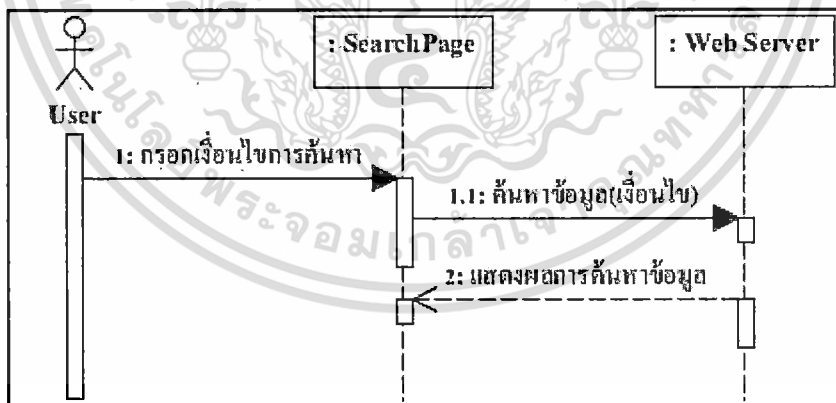 : SearchPage
: Web Server
User
1: กรอกเงื่อนไขการค้นหา
1.1: ค้นหาข้อมูล(เงื่อนไข)
2: แสดงผลการค้นหาข้อมูล